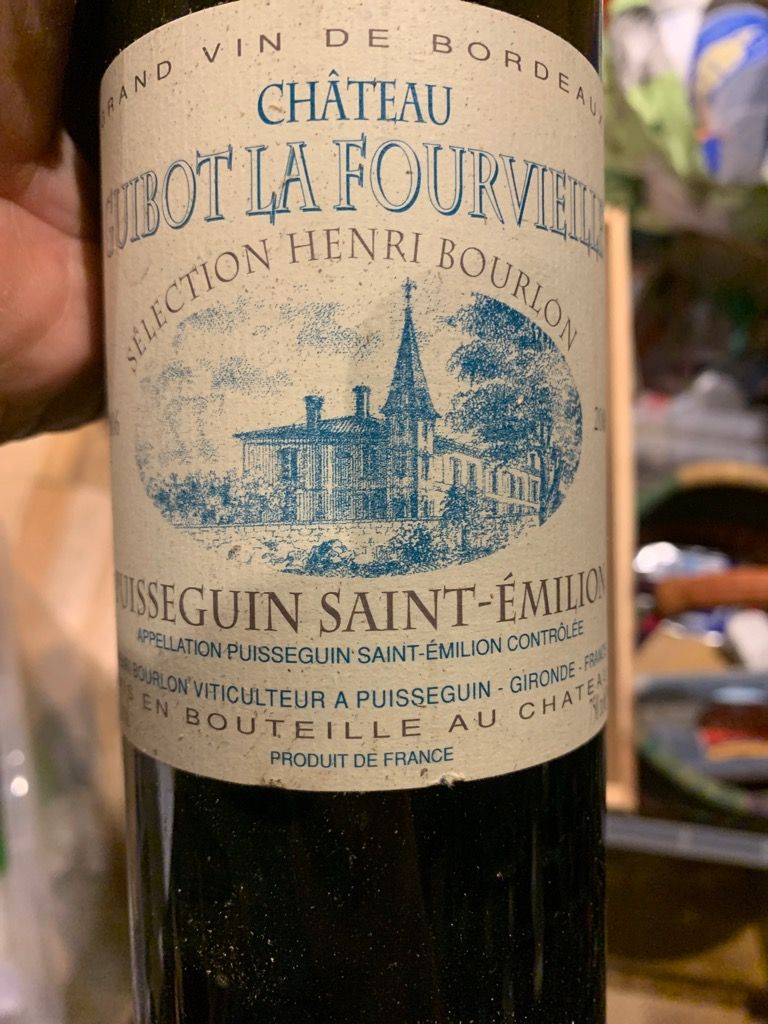 GRAND VIN DE BORDEAUX
CHÂTEAU
GUIBOT LA FOURVIEILLE
SÉLECTION HENRI BOURLON
PUISSEGUIN SAINT-ÉMILION
APPELLATION PUISSEGUIN SAINT-ÉMILION CONTRÔLÉE
BOURLON VITICULTEUR A PUISSEGUIN - GIRONDE - FRANCE
EN BOUTEILLE AU CHATEAU
PRODUIT DE FRANCE